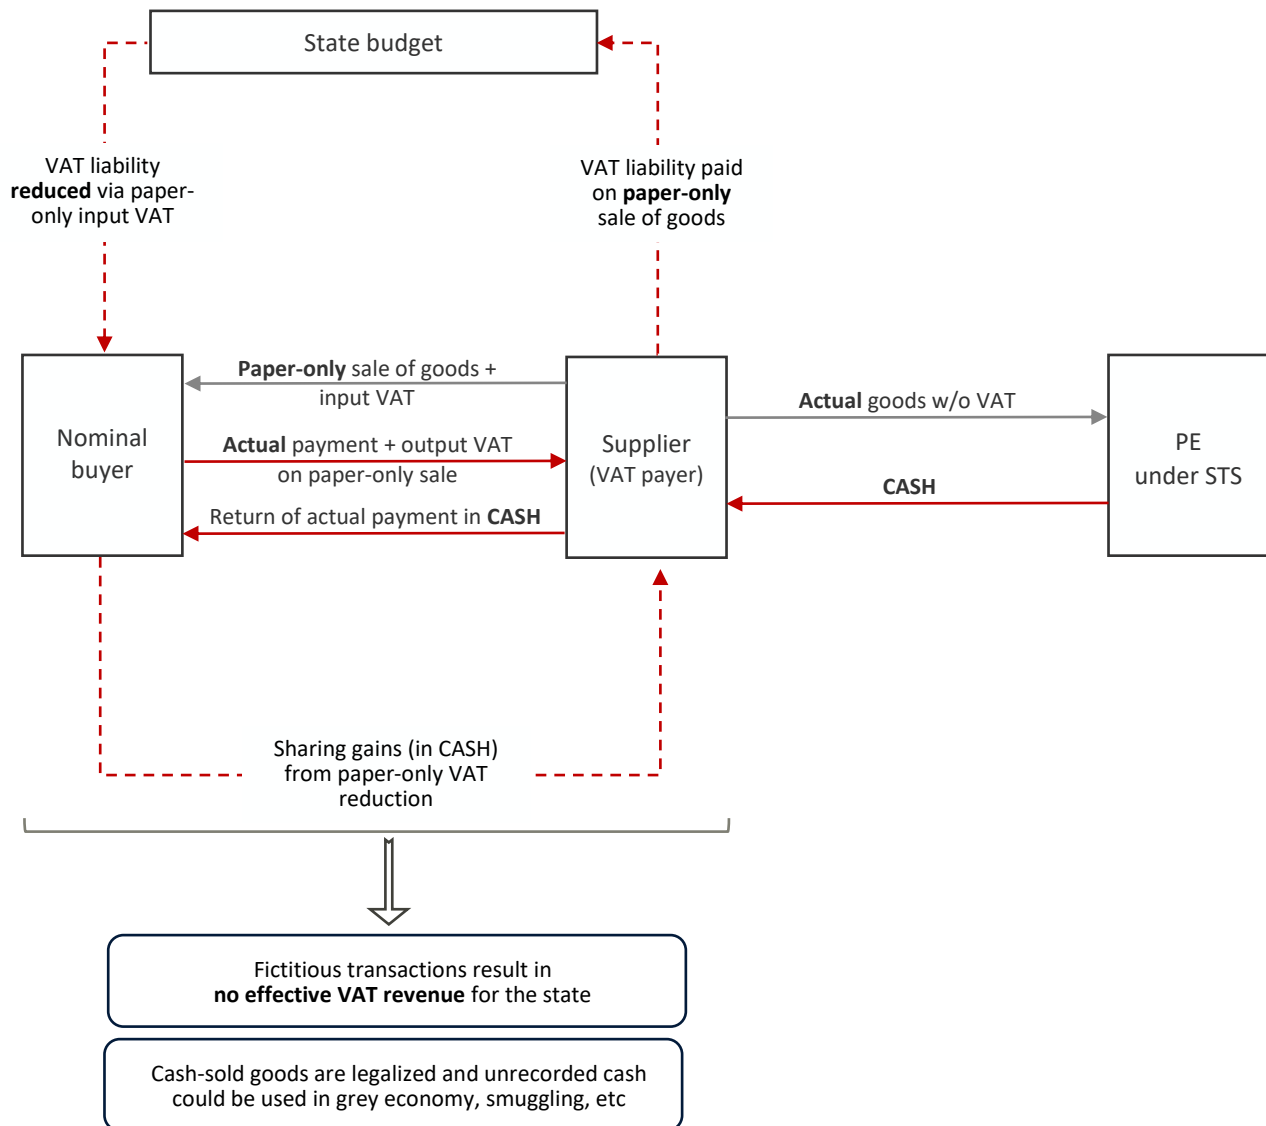 State budget
VAT liability
reduced via paper-
only input VAT
VAT liability paid
on paper-only
sale of goods
Nominal
buyer
Paper-only sale of goods +
input VAT
Actual payment + output VAT
on paper-only sale
Return of actual payment in CASH
Supplier
(VAT payer)
Actual goods w/o VAT
CASH
PE
under STS
Sharing gains (in CASH)
from paper-only VAT
reduction
Fictitious transactions result in
no effective VAT revenue for the state
Cash-sold goods are legalized and unrecorded cash
could be used in grey economy, smuggling, etc